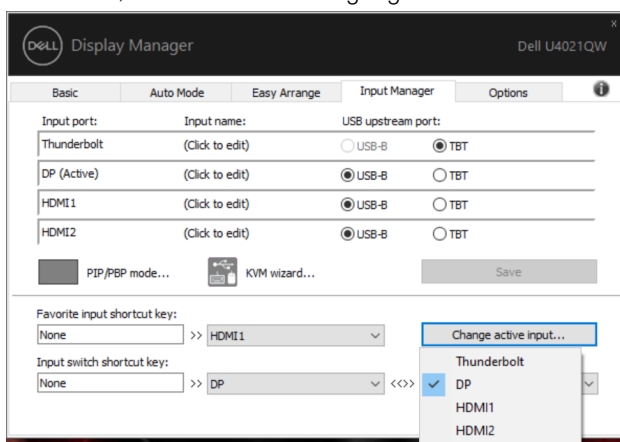 DELL Display Manager Dell U4021QW x
Basic Auto Mode Easy Arrange Input Manager Options i
Input port: Input name: USB upstream port:
Thunderbolt (Click to edit) USB-B TBT
DP (Active) (Click to edit) USB-B TBT
HDMI1 (Click to edit) USB-B TBT
HDMI2 (Click to edit) USB-B TBT
PIP/PBP mode... KVM wizard... Save
Favorite input shortcut key:
None >> HDMI1 Change active input...
Input switch shortcut key:
None >> DP <<>>
Thunderbolt
DP
HDMI1
HDMI2